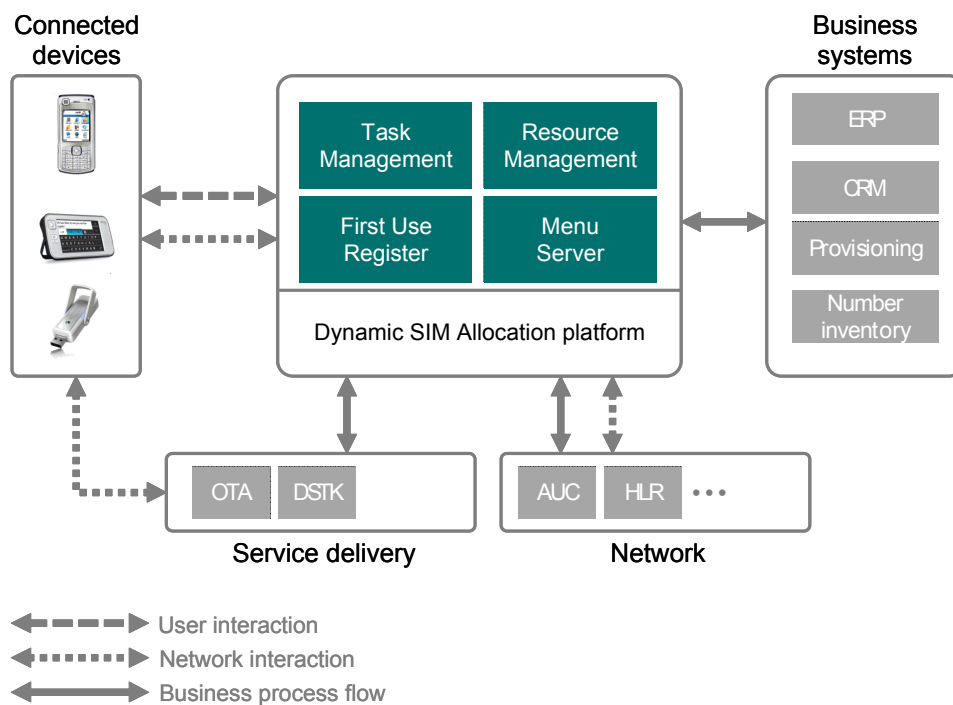 Connected
devices
Business
systems
Task
Management
Resource
Management
First Use
Register
Menu
Server
Dynamic SIM Allocation platform
ERP
CRM
Provisioning
Number
inventory
OTA
DSTK
AUC
HLR
•••
Service delivery
Network
User interaction
Network interaction
Business process flow